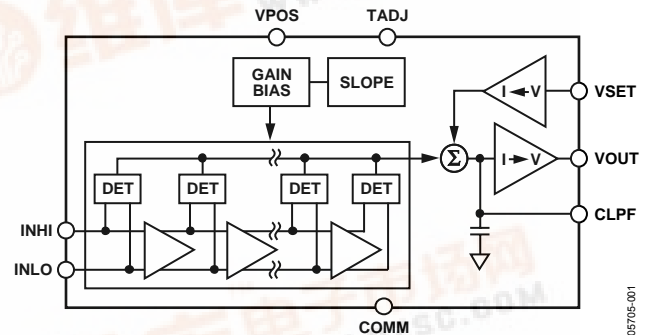 VPOS
TADJ
GAIN
BIAS
SLOPE
I V
VSET
Σ
I V
VOUT
DET
DET
DET
DET
CLPF
INHI
INLO
COMM
05705-001